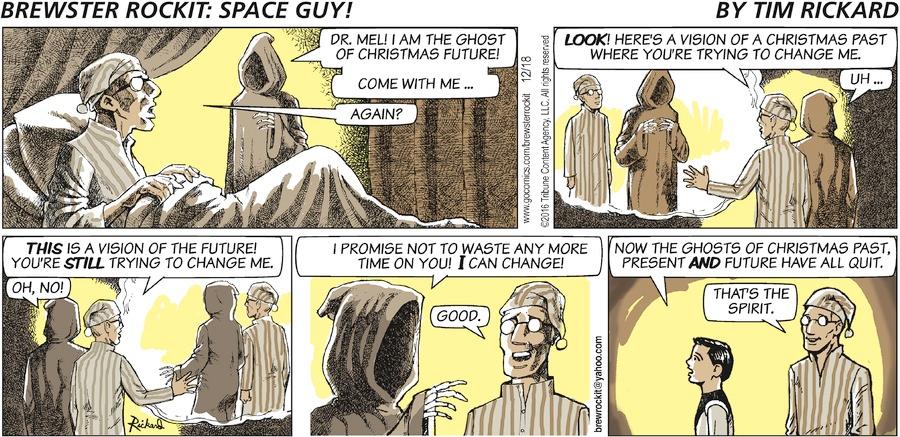 BREWSTER ROCKIT: SPACE GUY!
BY TIM RICKARD
DR. MEL! I AM THE GHOST
OF CHRISTMAS FUTURE!
COME WITH ME ...
AGAIN?
www.gocomics.com/brewsterrockit 12/18
©2016 Tribune Content Agency, LLC. All rights reserved
LOOK! HERE'S A VISION OF A CHRISTMAS PAST
WHERE YOU'RE TRYING TO CHANGE ME.
UH ...
THIS IS A VISION OF THE FUTURE!
YOU'RE STILL TRYING TO CHANGE ME.
OH, NO!
Rickard
I PROMISE NOT TO WASTE ANY MORE
TIME ON YOU! I CAN CHANGE!
GOOD.
brewrockit@yahoo.com
NOW THE GHOSTS OF CHRISTMAS PAST,
PRESENT AND FUTURE HAVE ALL QUIT.
THAT'S THE
SPIRIT.